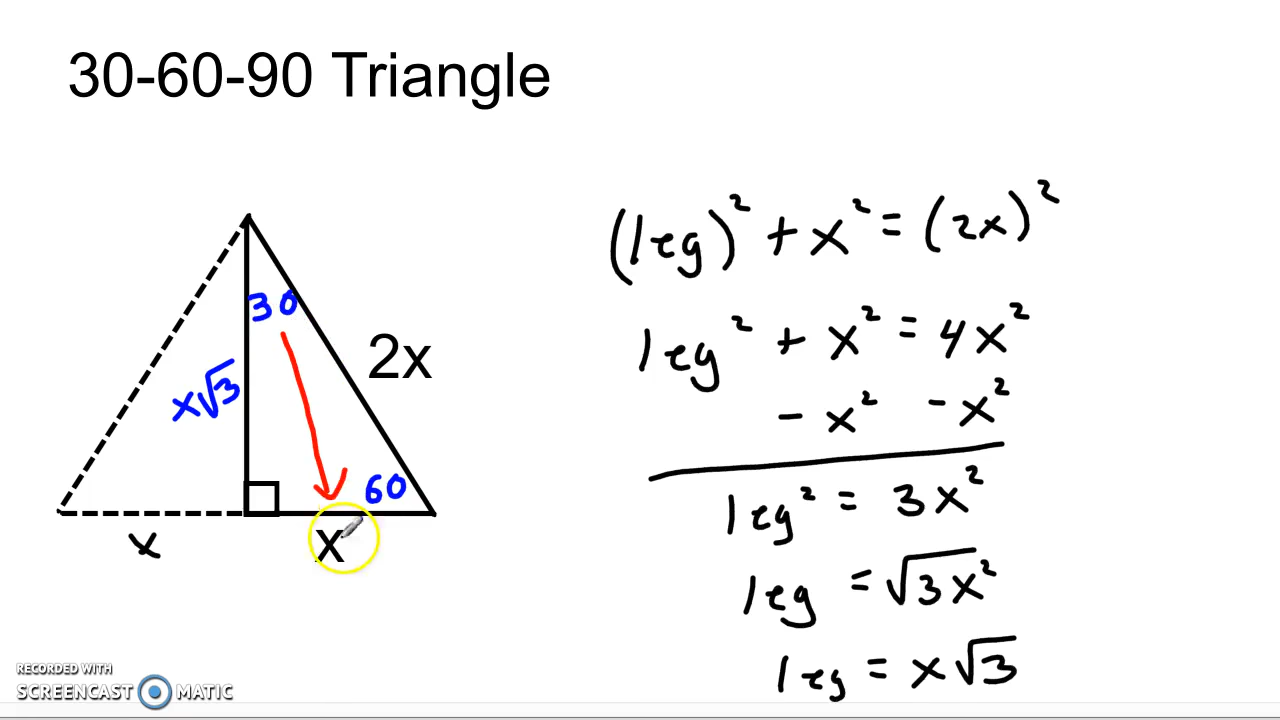 30-60-90 Triangle
30
2x
x√3
60
x
x
(leg)² + x² = (2x)²
leg² + x² = 4x²
- x² - x²
leg² = 3x²
leg = √3x²
leg = x√3
RECORDED WITH
SCREENCAST MATIC